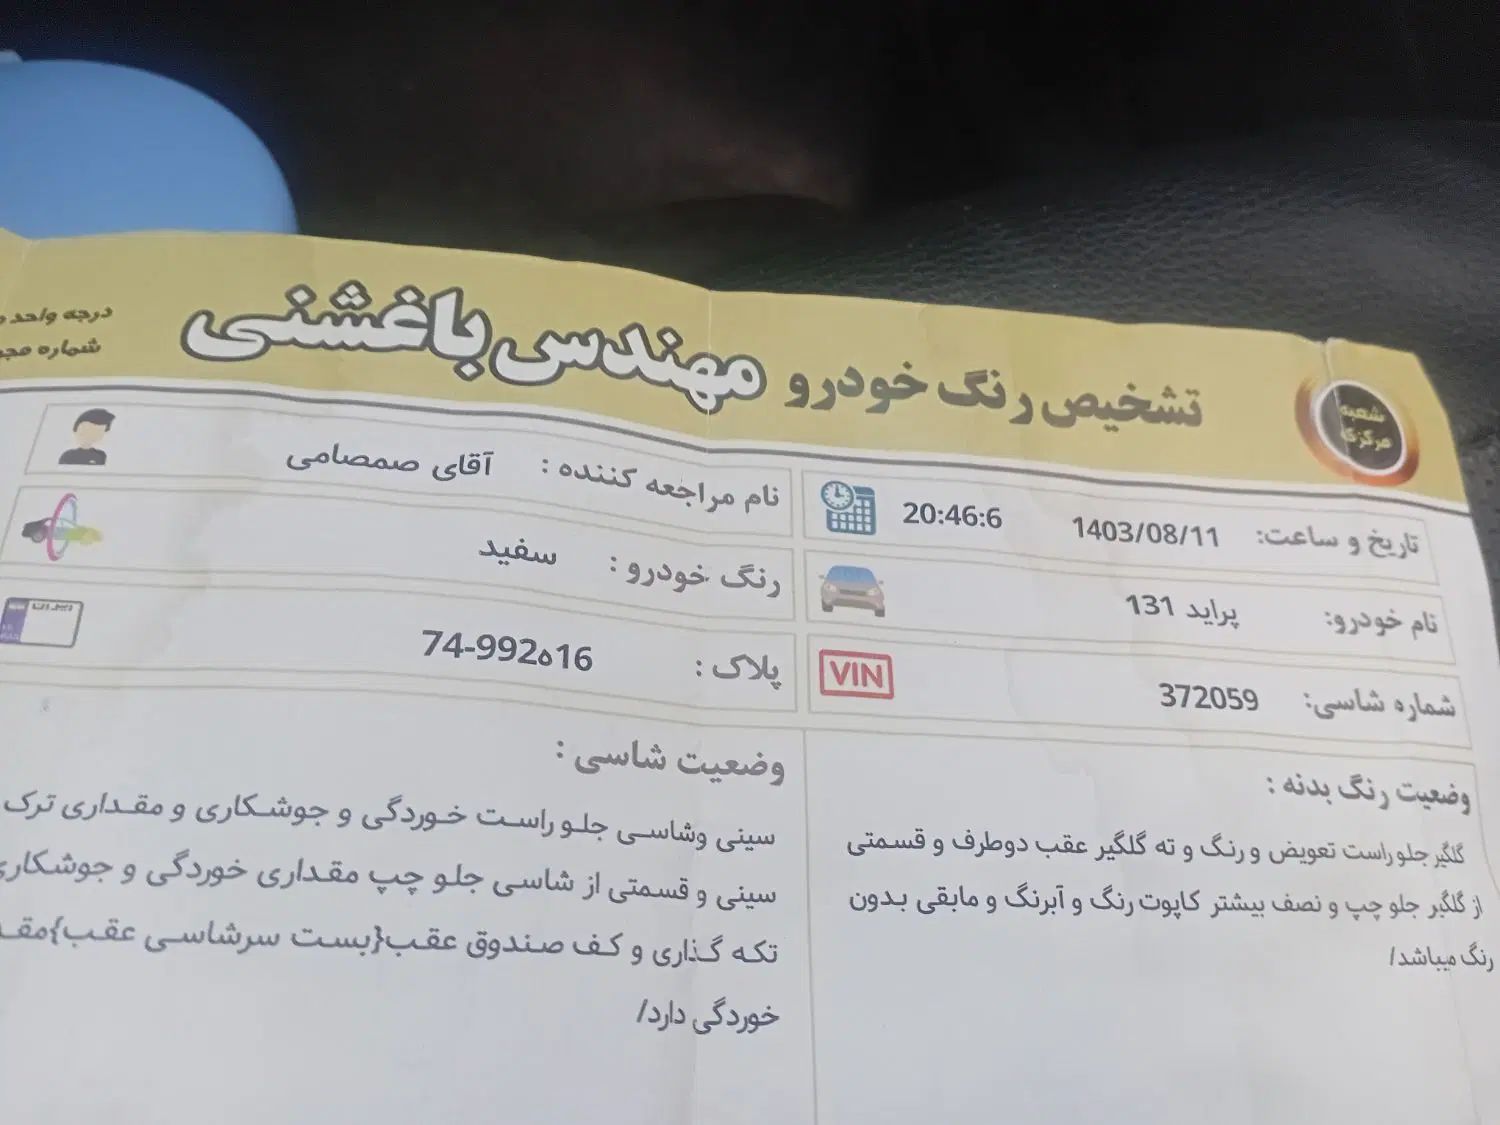 شعبه
مرکزی
تشخیص رنگ خودرو مهندس باغشنی
درجه واحد
شماره
تاریخ و ساعت: 1403/08/11 20:46:6
نام مراجعه کننده : آقای صمصامی
نام خودرو: پراید 131
رنگ خودرو : سفید
شماره شاسی: 372059
VIN
پلاک : 74-992ه16
وضعیت رنگ بدنه :
گلگیر جلو راست تعویض و رنگ و ته گلگیر عقب دوطرف و قسمتی
از گلگیر جلو چپ و نصف بیشتر کاپوت رنگ و آبرنگ و مابقی بدون
رنگ میباشد/
وضعیت شاسی :
سینی وشاسی جلو راست خوردگی و جوشکاری و مقداری ترک
سینی و قسمتی از شاسی جلو چپ مقداری خوردگی و جوشکاری
تکه گذاری و کف صندوق عقب{بست سرشاسی عقب}
خوردگی دارد/